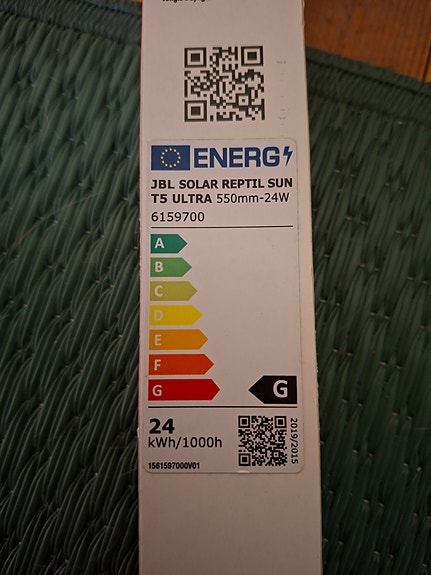 ENERG
JBL SOLAR REPTIL SUN
T5 ULTRA 550mm-24W
6159700
A
B
C
D
E
F
G
G
24
kWh/1000h
2019/2015
1561597000V01